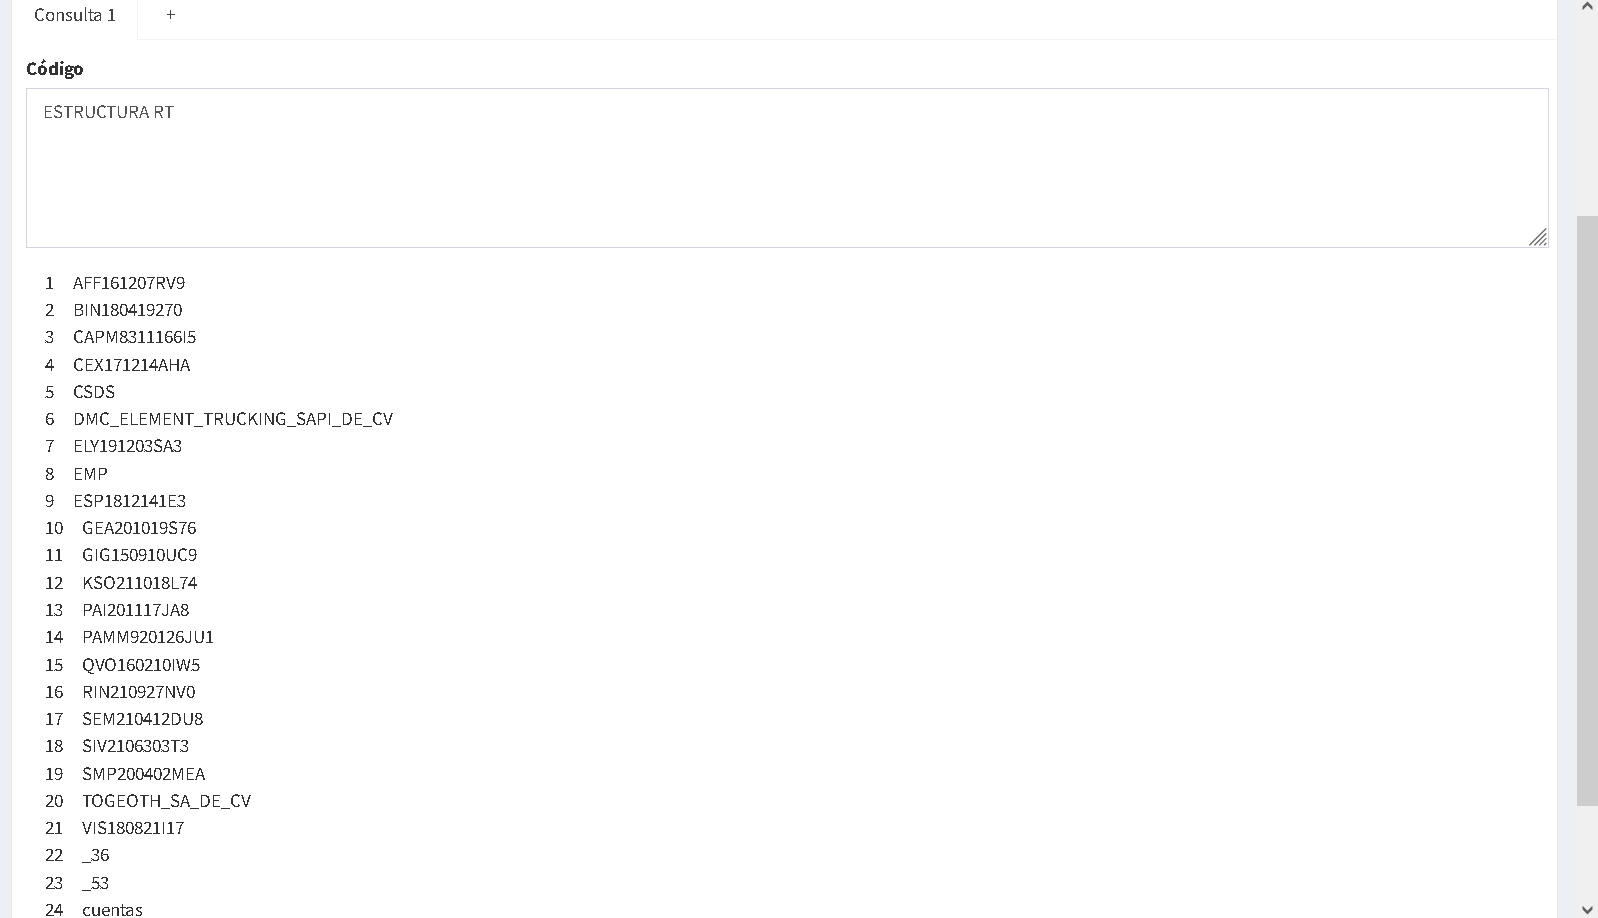 Consulta 1 +
Código
ESTRUCTURA RT
1 AFF161207RV9
2 BIN180419270
3 CAPM8311166I5
4 CEX171214AHA
5 CSDS
6 DMC_ELEMENT_TRUCKING_SAPI_DE_CV
7 ELY191203SA3
8 EMP
9 ESP1812141E3
10 GEA201019S76
11 GIG150910UC9
12 KSO211018L74
13 PAI201117JA8
14 PAMM920126JU1
15 QVO160210IW5
16 RIN210927NV0
17 SEM210412DU8
18 SIV2106303T3
19 SMP200402MEA
20 TOGEOTH_SA_DE_CV
21 VIS180821I17
22 _36
23 _53
24 cuentas